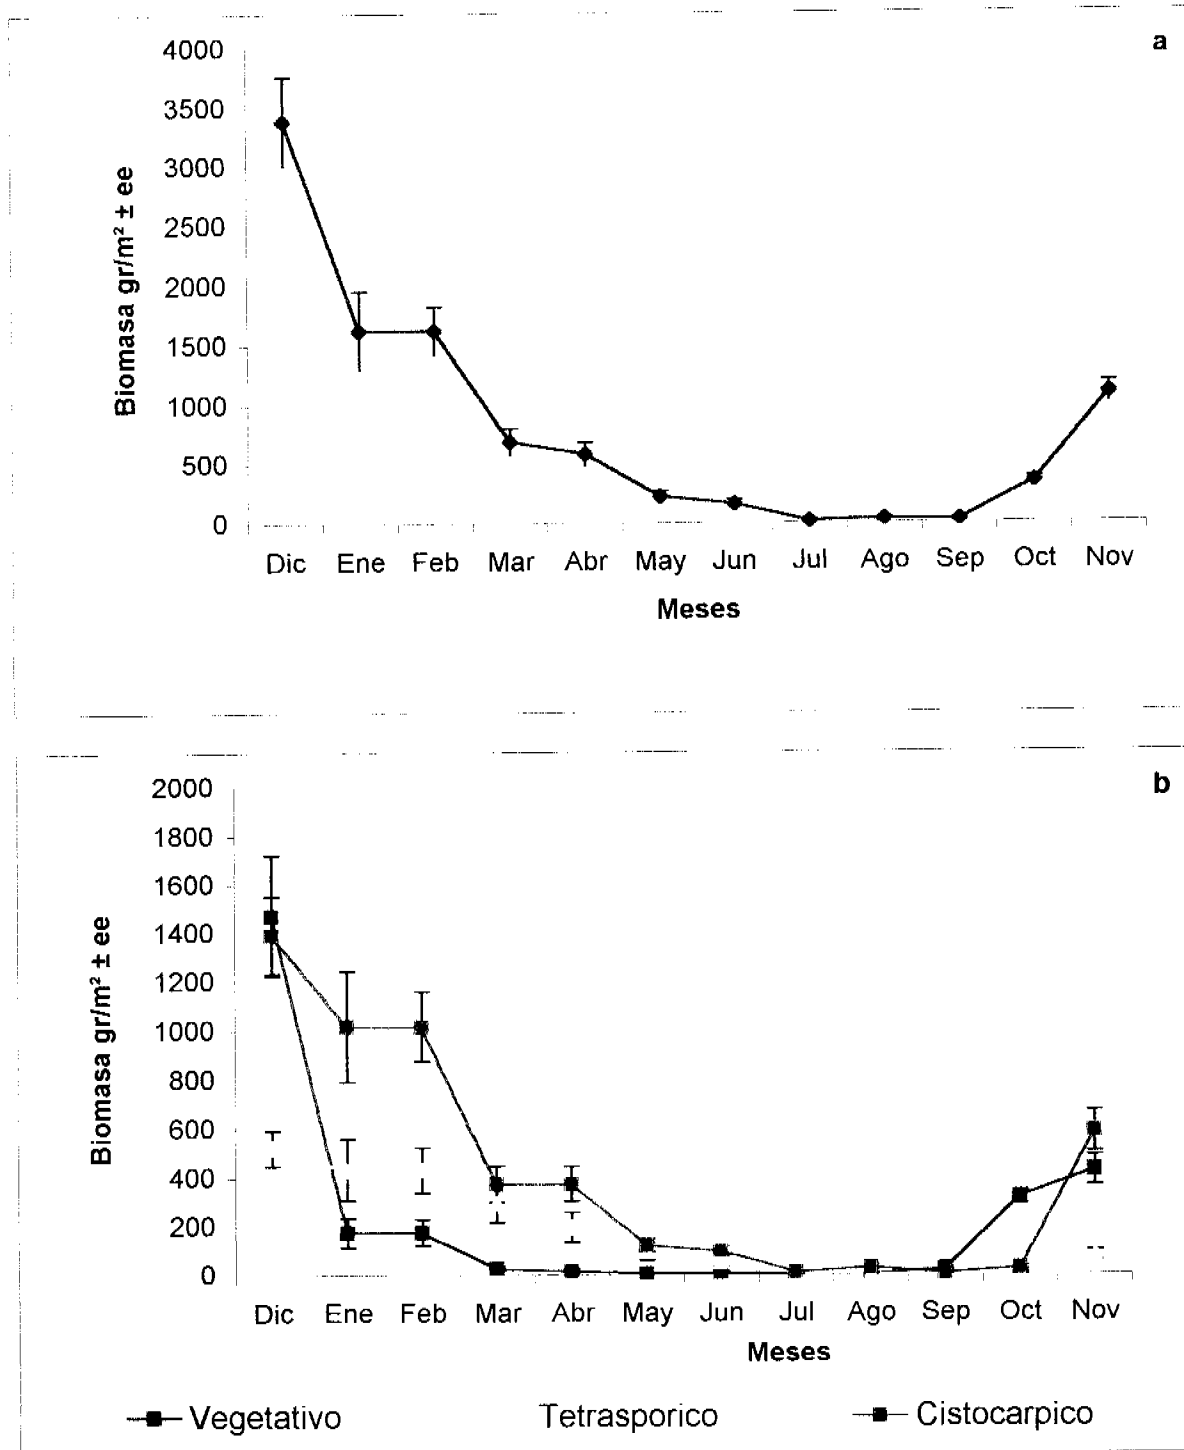 a
4000
3500
3000
2500
2000
1500
1000
500
0
Biomasa gr/m² ± ee
Dic Ene Feb Mar Abr May Jun Jul Ago Sep Oct Nov
Meses
b
2000
1800
1600
1400
1200
1000
800
600
400
200
0
Biomasa gr/m² ± ee
Dic Ene Feb Mar Abr May Jun Jul Ago Sep Oct Nov
Meses
Vegetativo Tetrasporico Cistocarpico